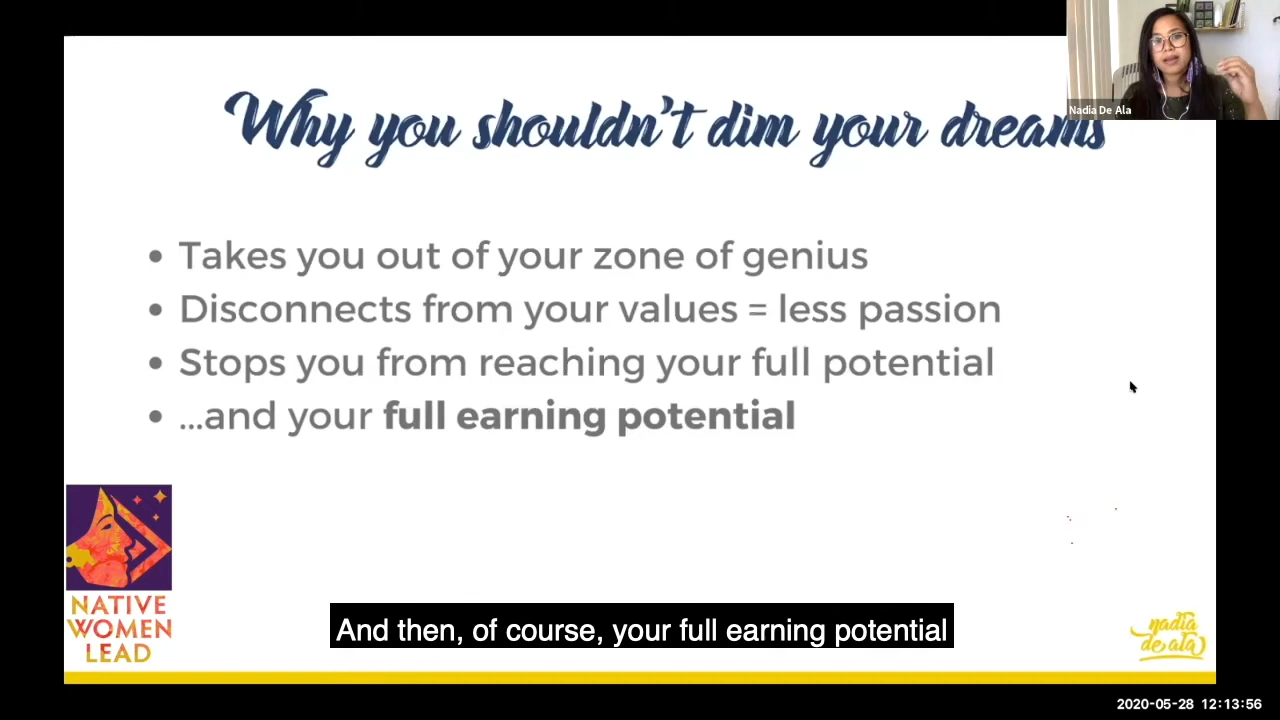 Nadia De Ala
Why you shouldn't dim your dreams
• Takes you out of your zone of genius
• Disconnects from your values = less passion
• Stops you from reaching your full potential
• ...and your full earning potential
NATIVE
WOMEN
LEAD
And then, of course, your full earning potential
nadia
de ala
2020-05-28 12:13:56